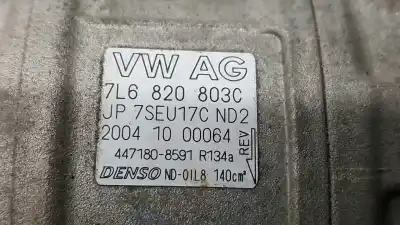 VW AG
7L6 820 803C
JP 7SEU17C ND2
2004 10 00064 REV
447180-8591 R134a
DENSO ND-OIL8 140cm³